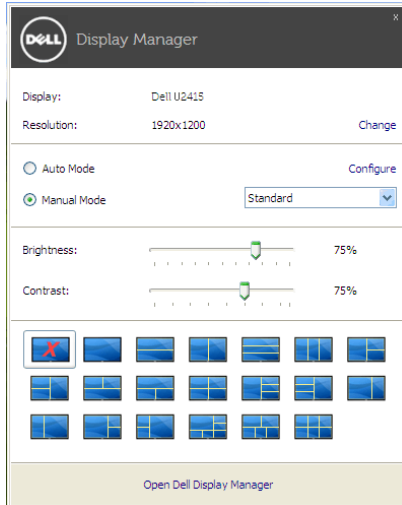 x
DELL Display Manager
Display: Dell U2415
Resolution: 1920x1200 Change
Auto Mode Configure
Manual Mode Standard
Brightness: 75%
Contrast: 75%
Open Dell Display Manager